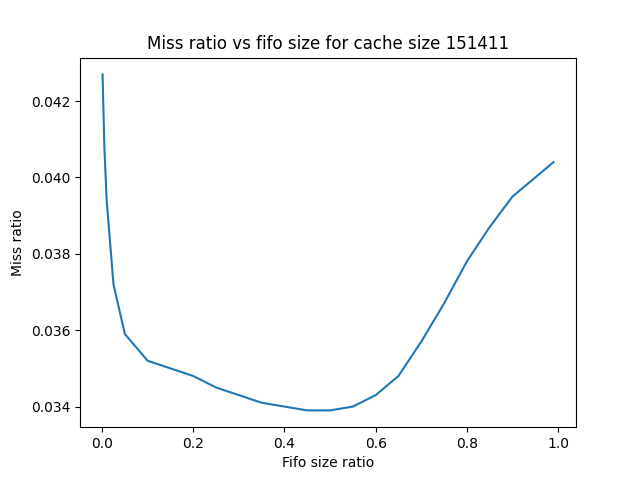 Miss ratio vs fifo size for cache size 151411
0.042
0.040
0.038
0.036
0.034
Miss ratio
0.0 0.2 0.4 0.6 0.8 1.0
Fifo size ratio